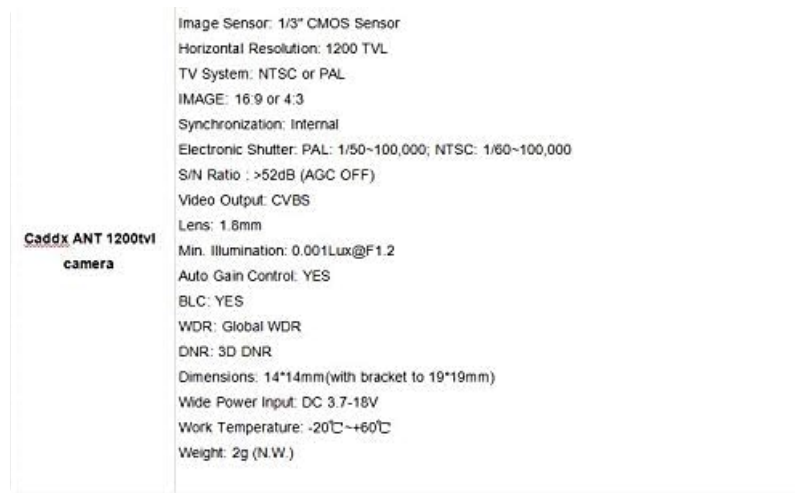 Image Sensor: 1/3" CMOS Sensor
Horizontal Resolution: 1200 TVL
TV System: NTSC or PAL
IMAGE: 16:9 or 4:3
Synchronization: Internal
Electronic Shutter: PAL: 1/50~100,000; NTSC: 1/60~100,000
S/N Ratio : >52dB (AGC OFF)
Video Output: CVBS
Lens: 1.8mm
Caddx ANT 1200tvl
camera
Min. Illumination: 0.001Lux@F1.2
Auto Gain Control: YES
BLC: YES
WDR: Global WDR
DNR: 3D DNR
Dimensions: 14*14mm(with bracket to 19*19mm)
Wide Power Input: DC 3.7-18V
Work Temperature: -20℃~+60℃
Weight: 2g (N.W.)